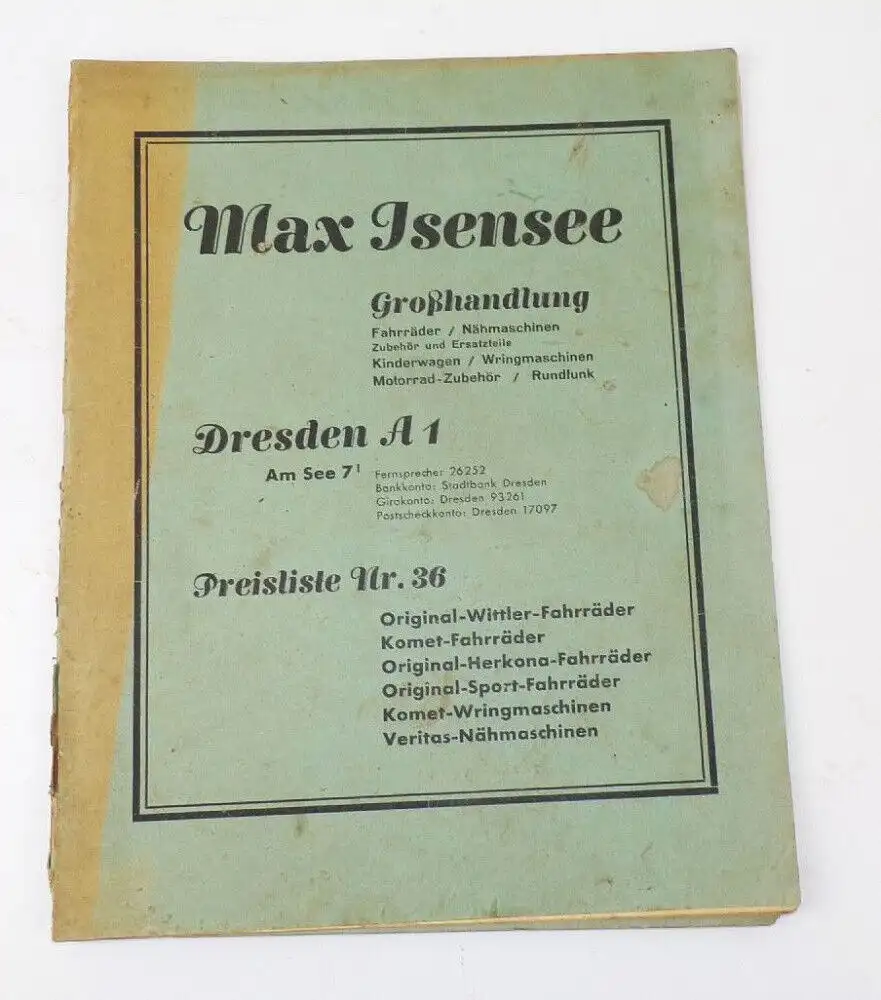 Max Isensee
Großhandlung
Fahrräder / Nähmaschinen
Zubehör und Ersatzteile
Kinderwagen / Wringmaschinen
Motorrad-Zubehör / Rundfunk
Dresden A 1
Am See 7 I
Fernsprecher 26252
Bankkonto: Stadtbank Dresden
Girokonto: Dresden 93261
Postscheckkonto: Dresden 17097
Preisliste Nr. 36
Original-Wittler-Fahrräder
Komet-Fahrräder
Original-Herkona-Fahrräder
Original-Sport-Fahrräder
Komet-Wringmaschinen
Veritas-Nähmaschinen